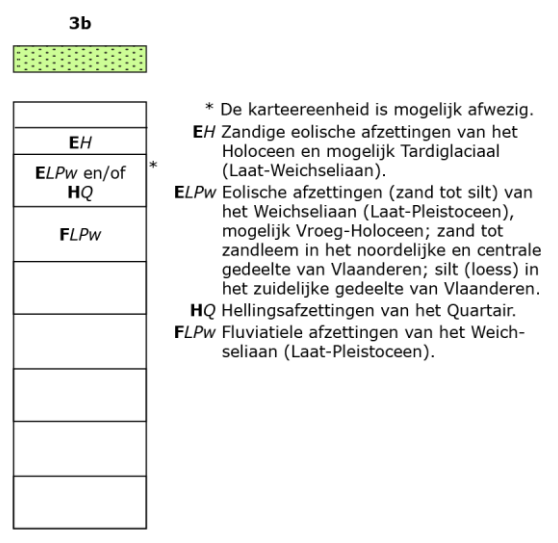 3b
EH
ELPw en/of
HQ
*
FLPw
* De karteereenheid is mogelijk afwezig.
EH Zandige eolische afzettingen van het
Holoceen en mogelijk Tardiglaciaal
(Laat-Weichseliaan).
ELPw Eolische afzettingen (zand tot silt) van
het Weichseliaan (Laat-Pleistoceen),
mogelijk Vroeg-Holoceen; zand tot
zandleem in het noordelijke en centrale
gedeelte van Vlaanderen; silt (loess) in
het zuidelijke gedeelte van Vlaanderen.
HQ Hellingsafzettingen van het Quartair.
FLPw Fluviatiele afzettingen van het Weich-
seliaan (Laat-Pleistoceen).